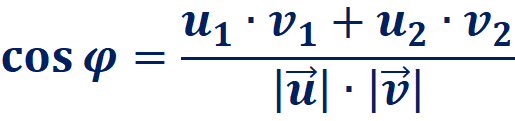 cos φ = (u₁ · v₁ + u₂ · v₂) / (|u⃗| · |v⃗|)